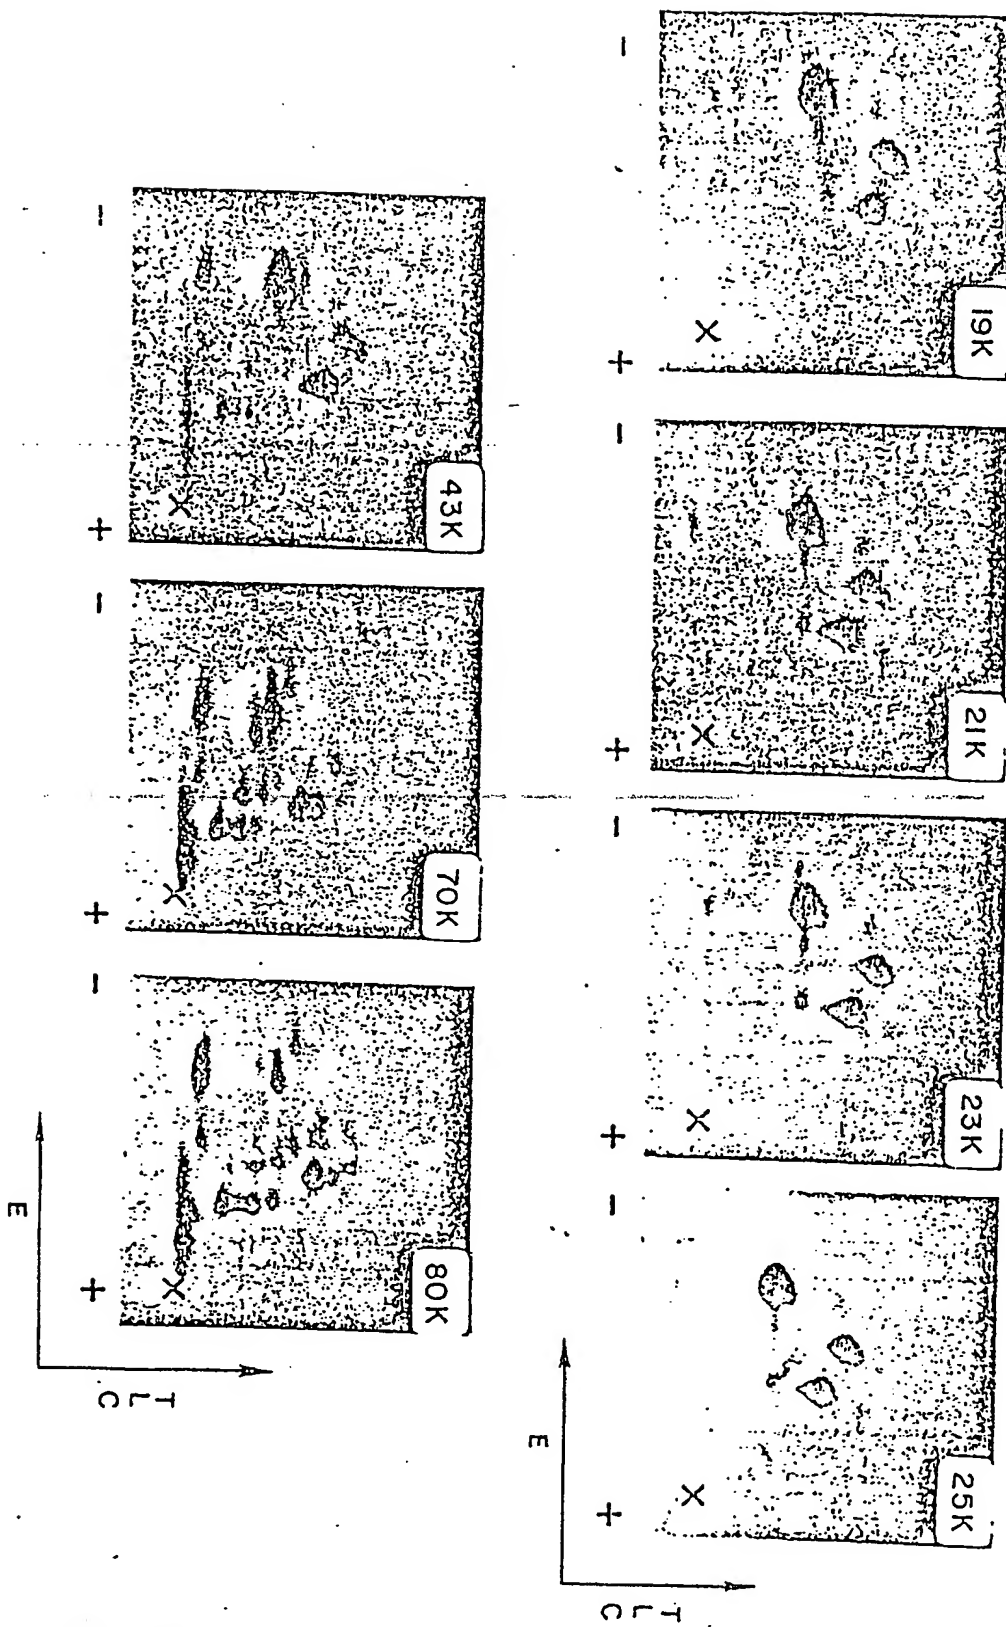 19K 21K 23K 25K
X X X X
− + − + − + − +
TLC
E
43K 70K 80K
X X X
− + − + − +
TLC
E